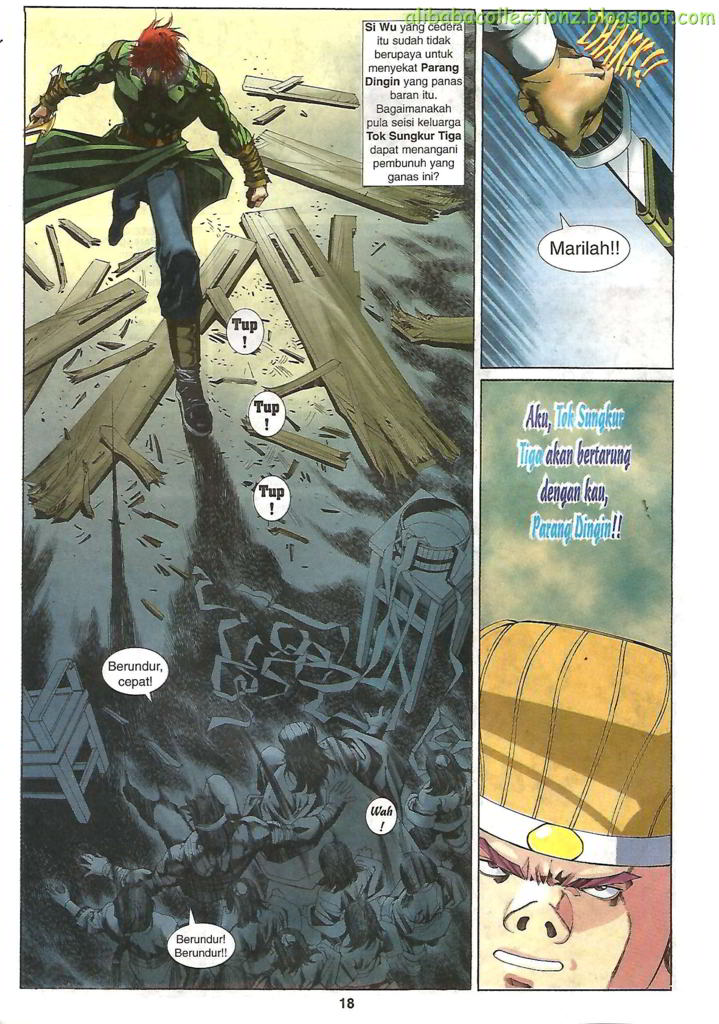 alibabacollectionz.blogspot.com
Si Wu yang cedera
itu sudah tidak
berupaya untuk
menyekat Parang
Dingin yang panas
baran itu.
Bagaimanakah
pula seisi keluarga
Tok Sungkur Tiga
dapat menangani
pembunuh yang
ganas ini?
Tup
!
Tup
!
Tup
!
Berundur,
cepat!
Wah
!
Berundur!
Berundur!!
CHAKK!!
Marilah!!
Aku, Tok Sungkur
Tiga akan bertarung
dengan kau,
Parang Dingin!!
18